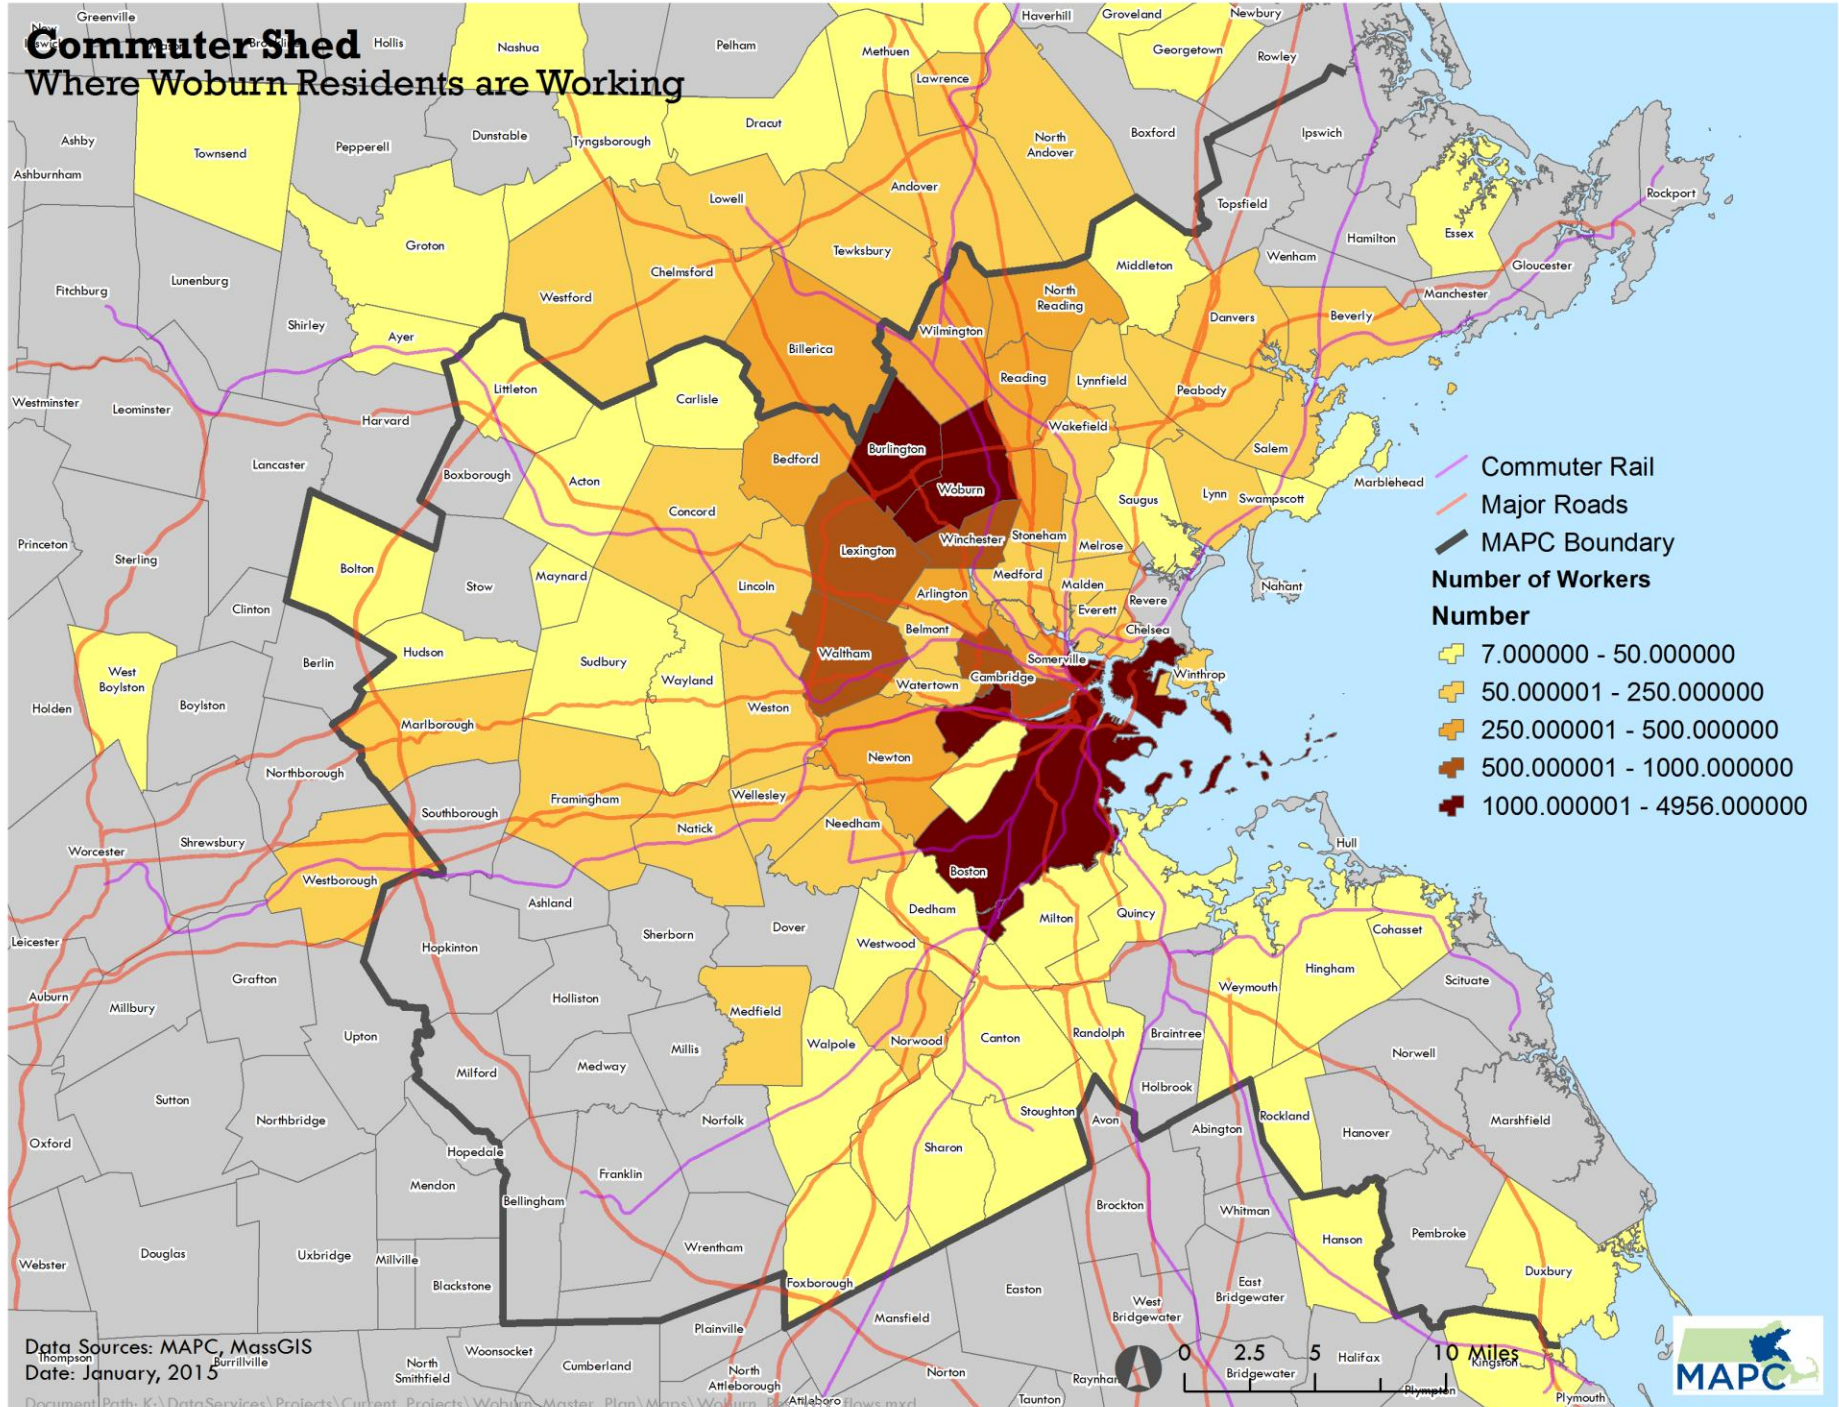 Commuter Shed
Where Woburn Residents are Working
Greenville
Hollis
Nashua
Pelham
Methuen
Haverhill
Groveland
Newbury
Georgetown
Rowley
Lawrence
Ashby
Townsend
Pepperell
Dunstable
Tyngsborough
Dracut
North
Andover
Boxford
Ipswich
Ashburnham
Lowell
Andover
Topsfield
Rockport
Groton
Tewksbury
Hamilton
Essex
Lunenburg
Chelmsford
Middleton
Wenham
Gloucester
Fitchburg
Westford
North
Reading
Manchester
Shirley
Ayer
Billerica
Wilmington
Danvers
Beverly
Littleton
Carlisle
Reading
Lynnfield
Peabody
Westminster
Leominster
Harvard
Wakefield
Lancaster
Boxborough
Acton
Bedford
Burlington
Woburn
Salem
Marblehead
Saugus
Lynn
Swampscott
Concord
Princeton
Sterling
Bolton
Stow
Maynard
Lexington
Winchester
Stoneham
Melrose
Nahant
Lincoln
Medford
Malden
Clinton
Arlington
Everett
Revere
Belmont
Chelsea
Berlin
Hudson
Sudbury
Waltham
Somerville
West
Boylston
Wayland
Watertown
Cambridge
Winthrop
Holden
Boylston
Marlborough
Weston
Northborough
Newton
Southborough
Framingham
Wellesley
Natick
Needham
Worcester
Shrewsbury
Westborough
Boston
Hull
Ashland
Dedham
Milton
Quincy
Leicester
Hopkinton
Sherborn
Dover
Westwood
Cohasset
Auburn
Millbury
Grafton
Holliston
Medfield
Weymouth
Hingham
Scituate
Upton
Millis
Walpole
Norwood
Canton
Randolph
Braintree
Norwell
Milford
Medway
Holbrook
Sutton
Northbridge
Norfolk
Stoughton
Avon
Abington
Rockland
Hanover
Marshfield
Oxford
Hopedale
Sharon
Mendon
Franklin
Bellingham
Brockton
Whitman
Hanson
Pembroke
Webster
Douglas
Uxbridge
Millville
Blackstone
Wrentham
Foxborough
Easton
West
Bridgewater
East
Bridgewater
Duxbury
Plainville
Mansfield
Woonsocket
Cumberland
North
Smithfield
North
Attleborough
Norton
Attleboro
Taunton
Raynham
Bridgewater
Halifax
Plympton
Kingston
Plymouth
Thompson
Burrillville
Commuter Rail
Major Roads
MAPC Boundary
Number of Workers
Number
7.000000 - 50.000000
50.000001 - 250.000000
250.000001 - 500.000000
500.000001 - 1000.000000
1000.000001 - 4956.000000
0 2.5 5 10 Miles
MAPC
Data Sources: MAPC, MassGIS
Date: January, 2015